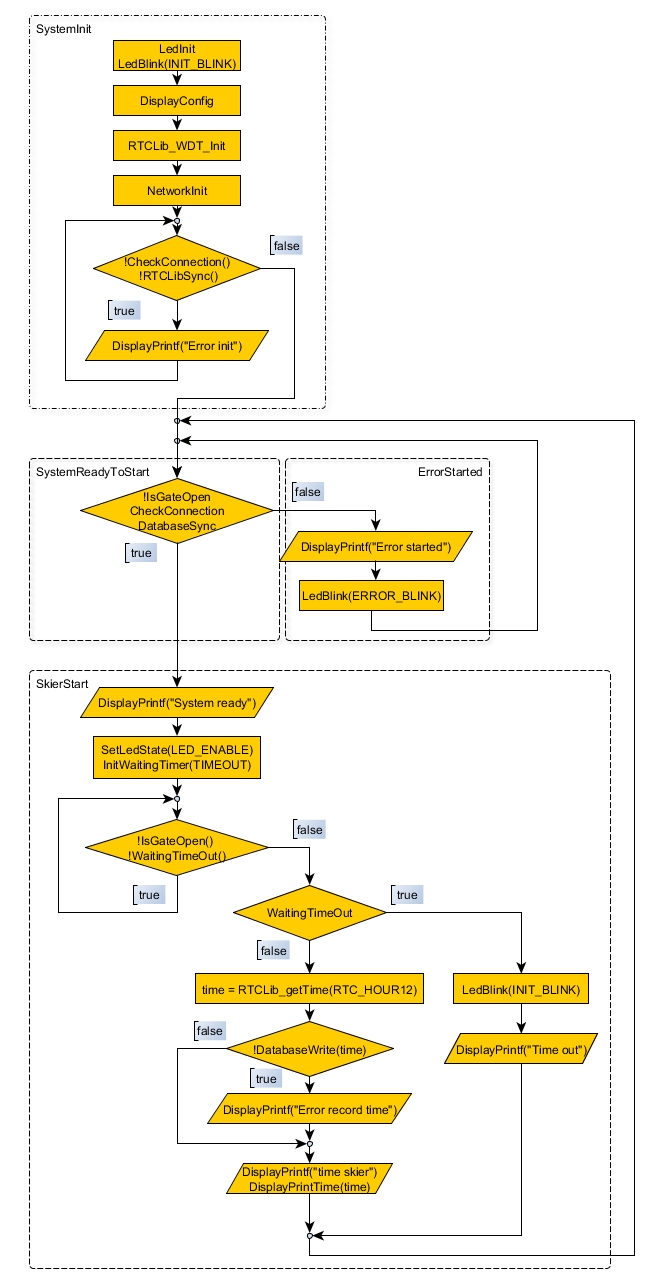 SystemInit
LedInit
LedBlink(INIT_BLINK)
DisplayConfig
RTCLib_WDT_Init
NetworkInit
false
!CheckConnection()
!RTCLibSync()
true
DisplayPrintf("Error init")
SystemReadyToStart
ErrorStarted
false
!IsGateOpen
CheckConnection
DatabaseSync
true
DisplayPrintf("Error started")
LedBlink(ERROR_BLINK)
SkierStart
DisplayPrintf("System ready")
SetLedState(LED_ENABLE)
InitWaitingTimer(TIMEOUT)
false
!IsGateOpen()
!WaitingTimeOut()
true
true
WaitingTimeOut
false
time = RTCLib_getTime(RTC_HOUR12)
LedBlink(INIT_BLINK)
false
!DatabaseWrite(time)
DisplayPrintf("Time out")
true
DisplayPrintf("Error record time")
DisplayPrintf("time skier")
DisplayPrintTime(time)